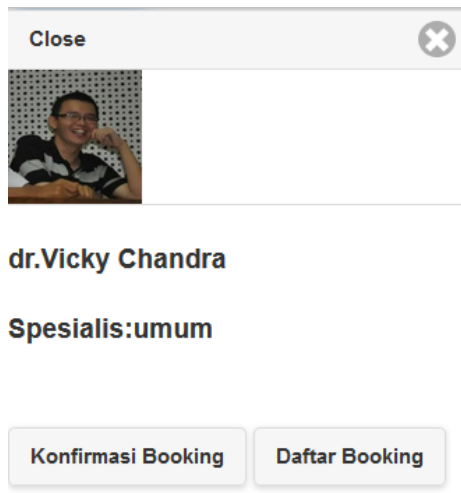 Close
dr.Vicky Chandra
Spesialis:umum
Konfirmasi Booking
Daftar Booking